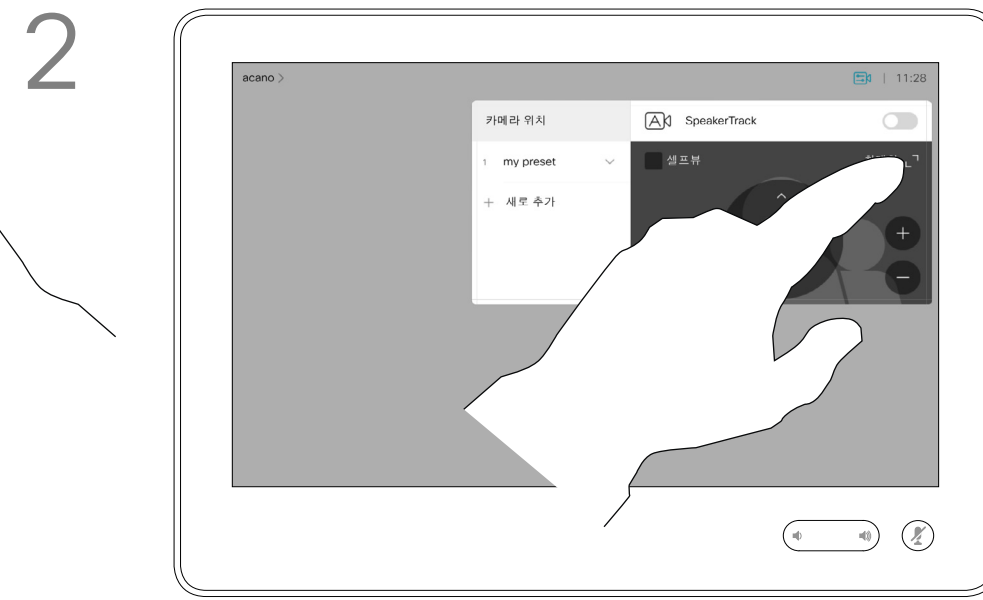 2
acano >
11:28
카메라 위치
SpeakerTrack
1 my preset
셀프뷰
+ 새로 추가